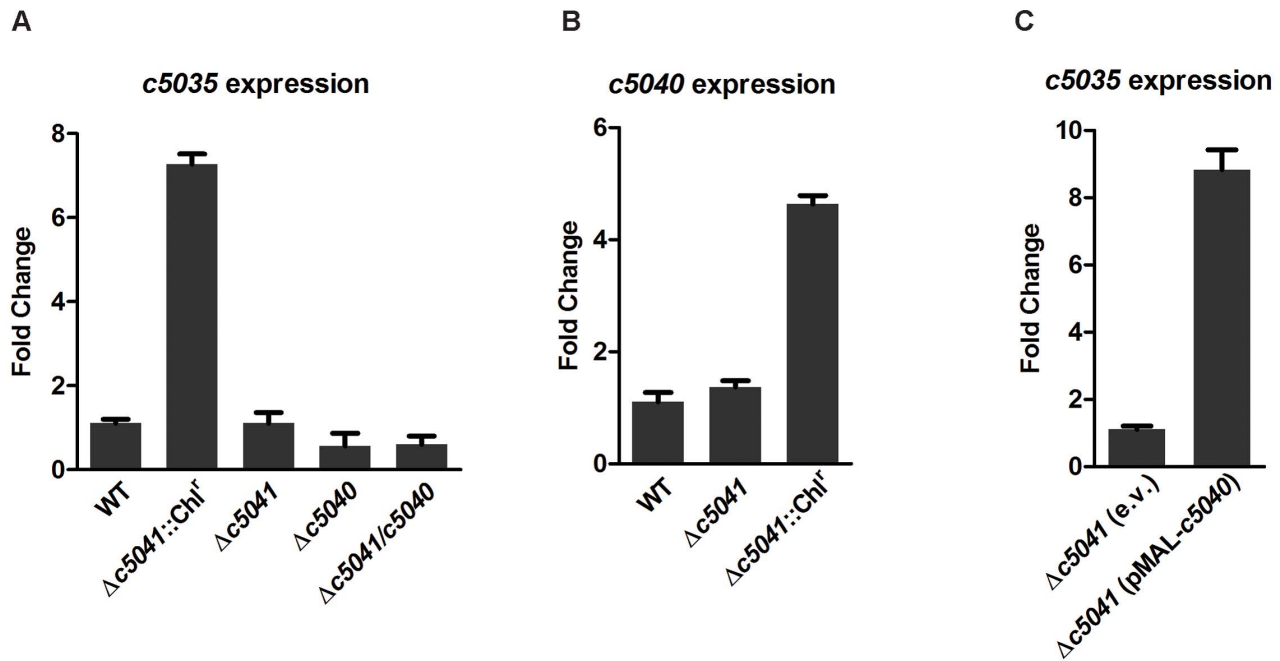 A
c5035 expression
Fold Change
8
6
4
2
0
WT
Δc5041::Chlʳ
Δc5041
Δc5040
Δc5041/c5040
B
c5040 expression
Fold Change
6
4
2
0
WT
Δc5041
Δc5041::Chlʳ
C
c5035 expression
Fold Change
10
8
6
4
2
0
Δc5041 (e.v.)
Δc5041 (pMAL-c5040)